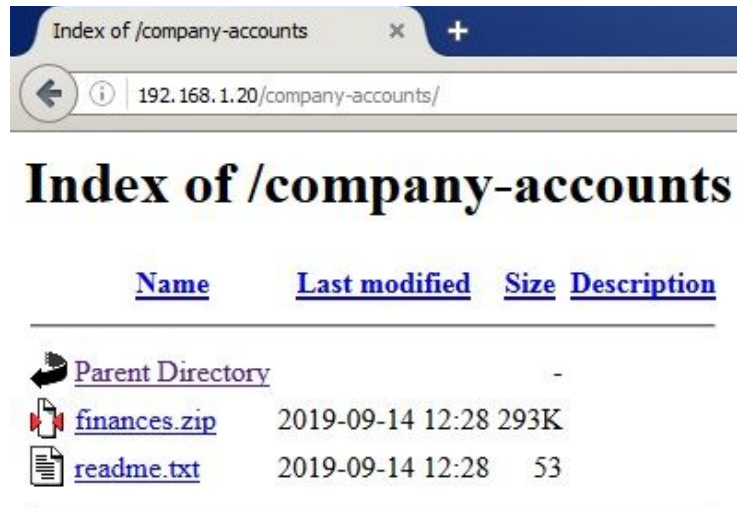 Index of /company-accounts
192.168.1.20/company-accounts/
Index of /company-accounts
Name Last modified Size Description
Parent Directory -
finances.zip 2019-09-14 12:28 293K
readme.txt 2019-09-14 12:28 53